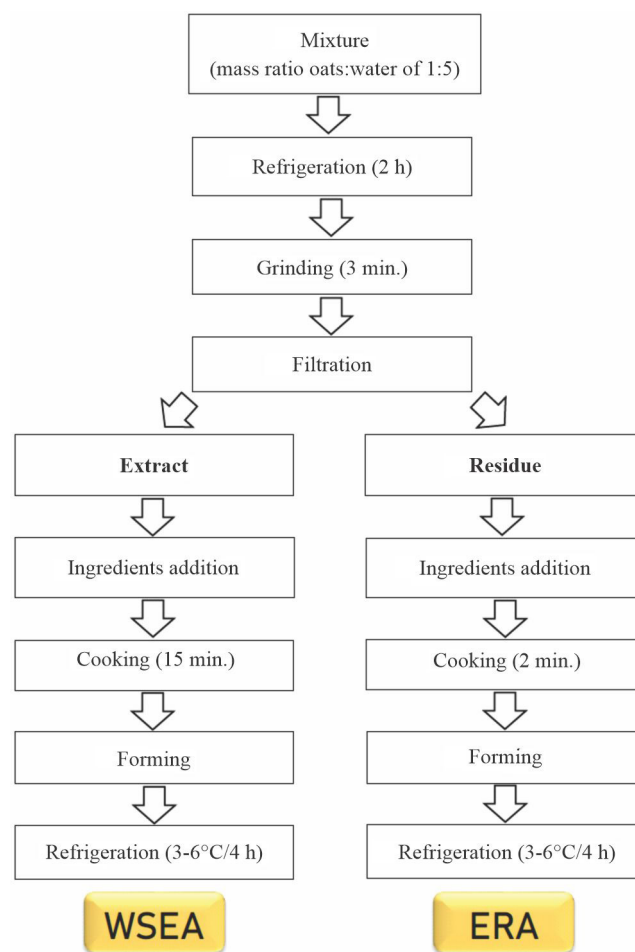 Mixture
(mass ratio oats:water of 1:5)
Refrigeration (2 h)
Grinding (3 min.)
Filtration
Extract
Residue
Ingredients addition
Ingredients addition
Cooking (15 min.)
Cooking (2 min.)
Forming
Forming
Refrigeration (3-6°C/4 h)
Refrigeration (3-6°C/4 h)
WSEA
ERA